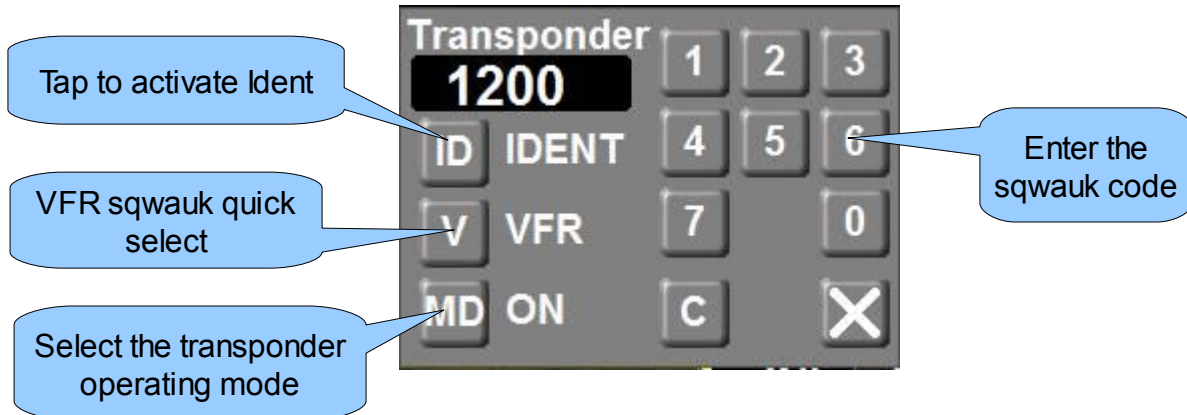 Transponder
1200
1 2 3
Tap to activate Ident
ID IDENT
4 5 6
Enter the
sqwauk code
VFR sqwauk quick
select
V VFR
7 0
MD ON
C X
Select the transponder
operating mode